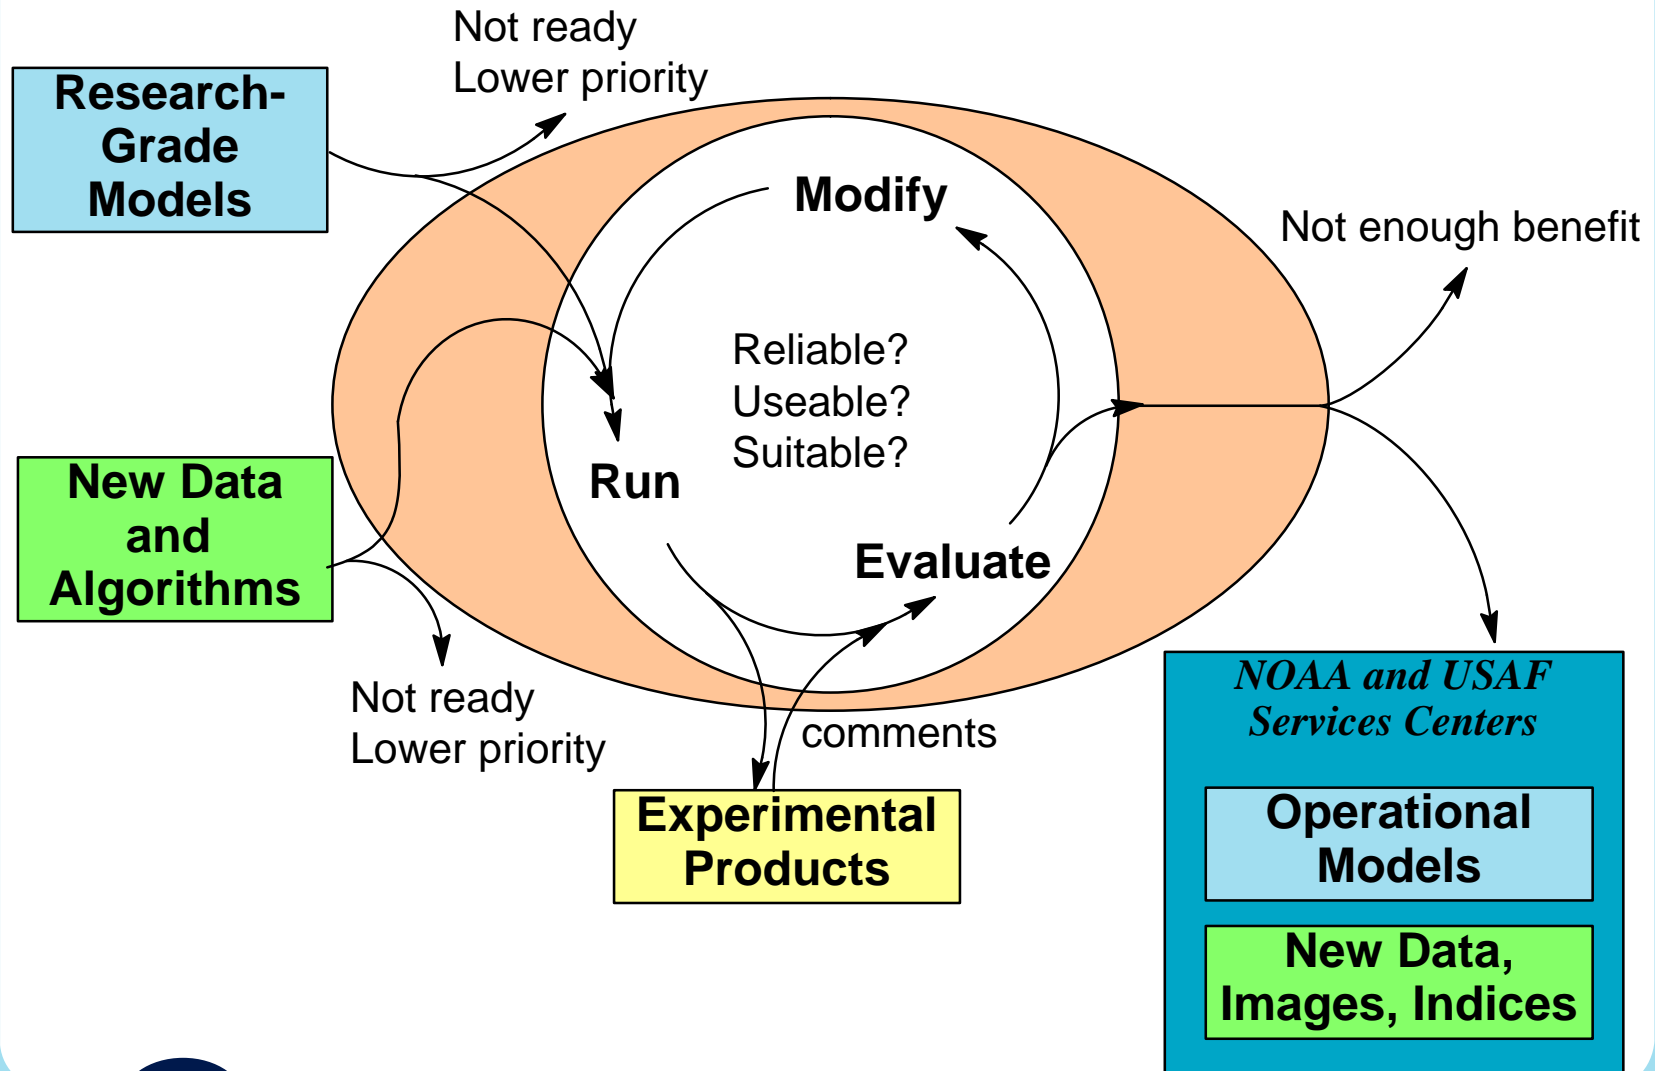 Not ready
Lower priority
Research-
Grade
Models
Modify
Not enough benefit
Reliable?
Useable?
Suitable?
Run
New Data
and
Algorithms
Evaluate
Not ready
Lower priority
comments
NOAA and USAF
Services Centers
Experimental
Products
Operational
Models
New Data,
Images, Indices